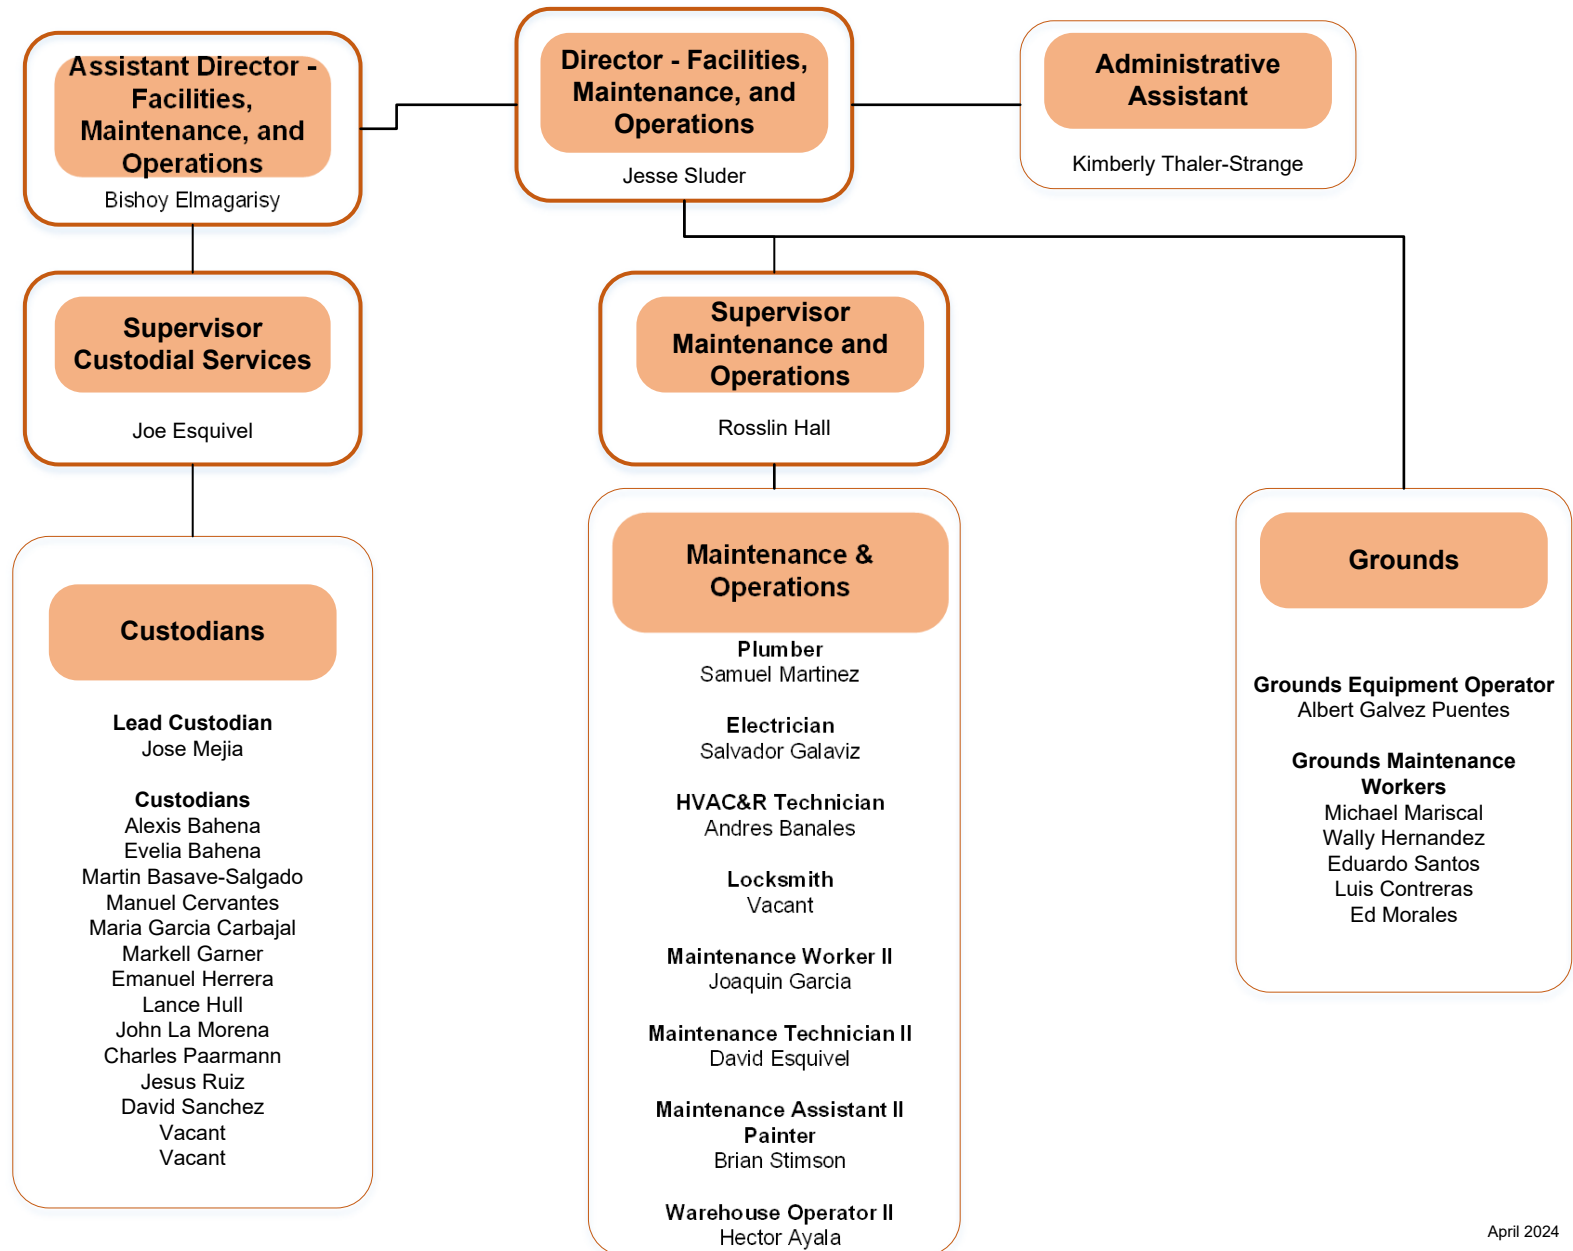 Assistant Director -
Facilities,
Maintenance, and
Operations
Bishoy Elmagarisy
Director - Facilities,
Maintenance, and
Operations
Jesse Sluder
Administrative
Assistant
Kimberly Thaler-Strange
Supervisor
Custodial Services
Joe Esquivel
Supervisor
Maintenance and
Operations
Rosslin Hall
Custodians
Lead Custodian
Jose Mejia
Custodians
Alexis Bahena
Evelia Bahena
Martin Basave-Salgado
Manuel Cervantes
Maria Garcia Carbajal
Markell Garner
Emanuel Herrera
Lance Hull
John La Morena
Charles Paarmann
Jesus Ruiz
David Sanchez
Vacant
Vacant
Maintenance &
Operations
Plumber
Samuel Martinez
Electrician
Salvador Galaviz
HVAC&R Technician
Andres Banales
Locksmith
Vacant
Maintenance Worker II
Joaquin Garcia
Maintenance Technician II
David Esquivel
Maintenance Assistant II
Painter
Brian Stimson
Warehouse Operator II
Hector Ayala
Grounds
Grounds Equipment Operator
Albert Galvez Puentes
Grounds Maintenance
Workers
Michael Mariscal
Wally Hernandez
Eduardo Santos
Luis Contreras
Ed Morales
April 2024